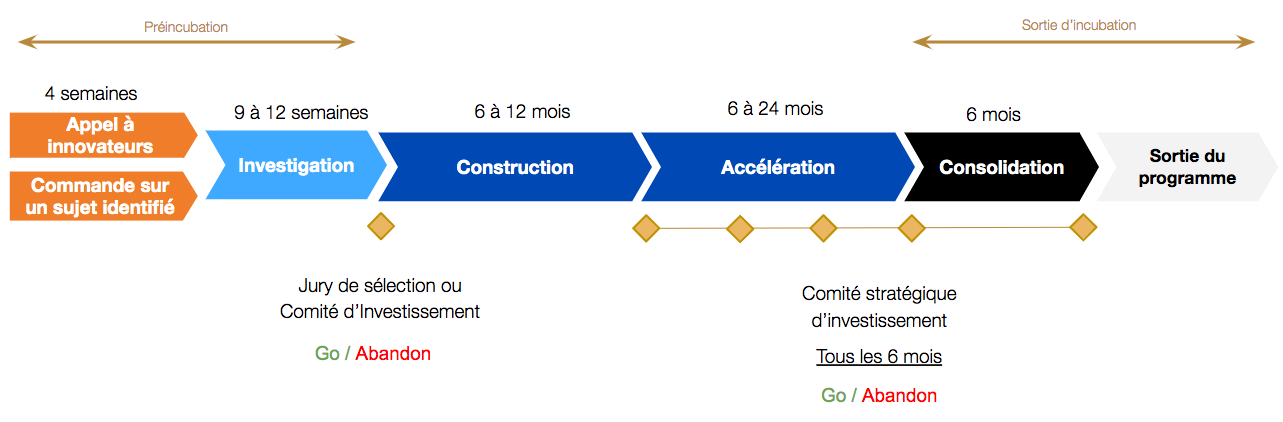 Préincubation
Sortie d'incubation
4 semaines
9 à 12 semaines
6 à 12 mois
6 à 24 mois
6 mois
Appel à
innovateurs
Commande sur
un sujet identifié
Investigation
Construction
Accélération
Consolidation
Sortie du
programme
Jury de sélection ou
Comité d'Investissement
Go / Abandon
Comité stratégique
d'investissement
Tous les 6 mois
Go / Abandon